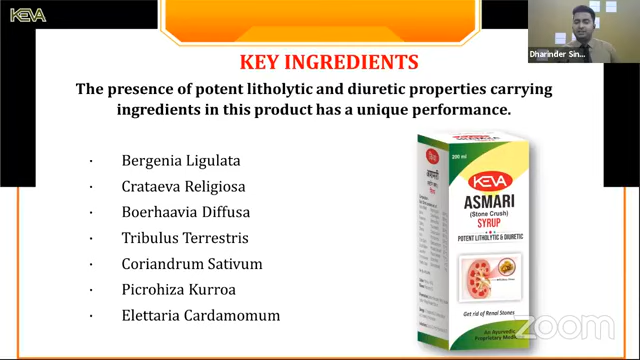 KEVA
Dharinder Sin...
KEY INGREDIENTS
The presence of potent litholytic and diuretic properties carrying
ingredients in this product has a unique performance.
· Bergenia Ligulata
· Crataeva Religiosa
· Boerhaavia Diffusa
· Tribulus Terrestris
· Coriandrum Sativum
· Picrohiza Kurroa
· Elettaria Cardamomum
200 ml
KEVA
ASMARI
(Stone Crush)
SYRUP
POTENT LITHOLYTIC & DIURETIC
Get rid of Renal Stones
An Ayurvedic
Proprietary Medicine
zoom